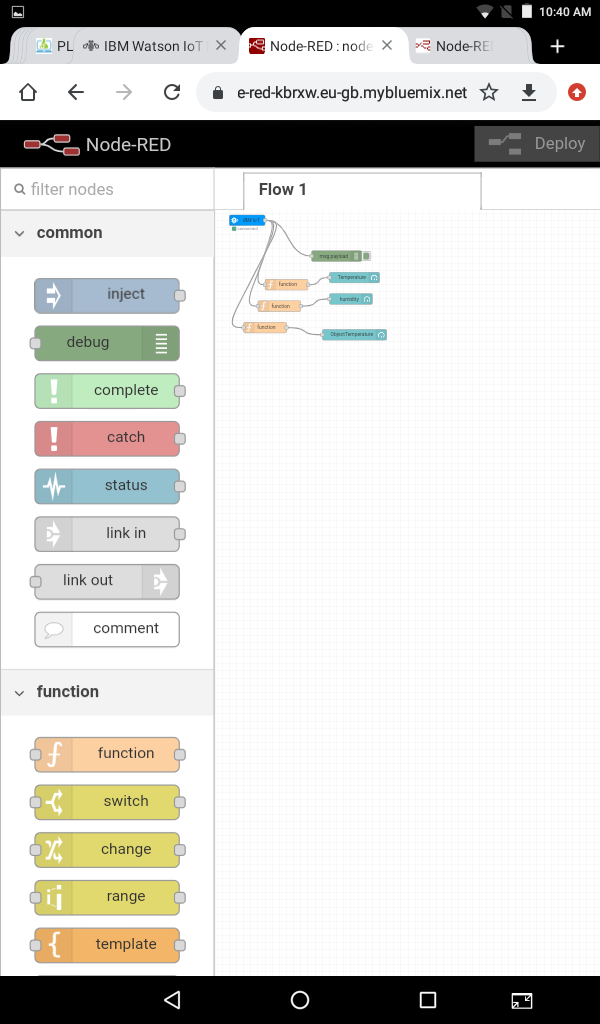 10:40 AM
PL
IBM Watson IoT
Node-RED : node
Node-RE
e-red-kbrxw.eu-gb.mybluemix.net
Node-RED
Deploy
filter nodes
Flow 1
common
inject
debug
complete
catch
status
link in
link out
comment
function
function
switch
change
range
template
msg.payload
function
Temperature
function
humidity
function
ObjectTemperature